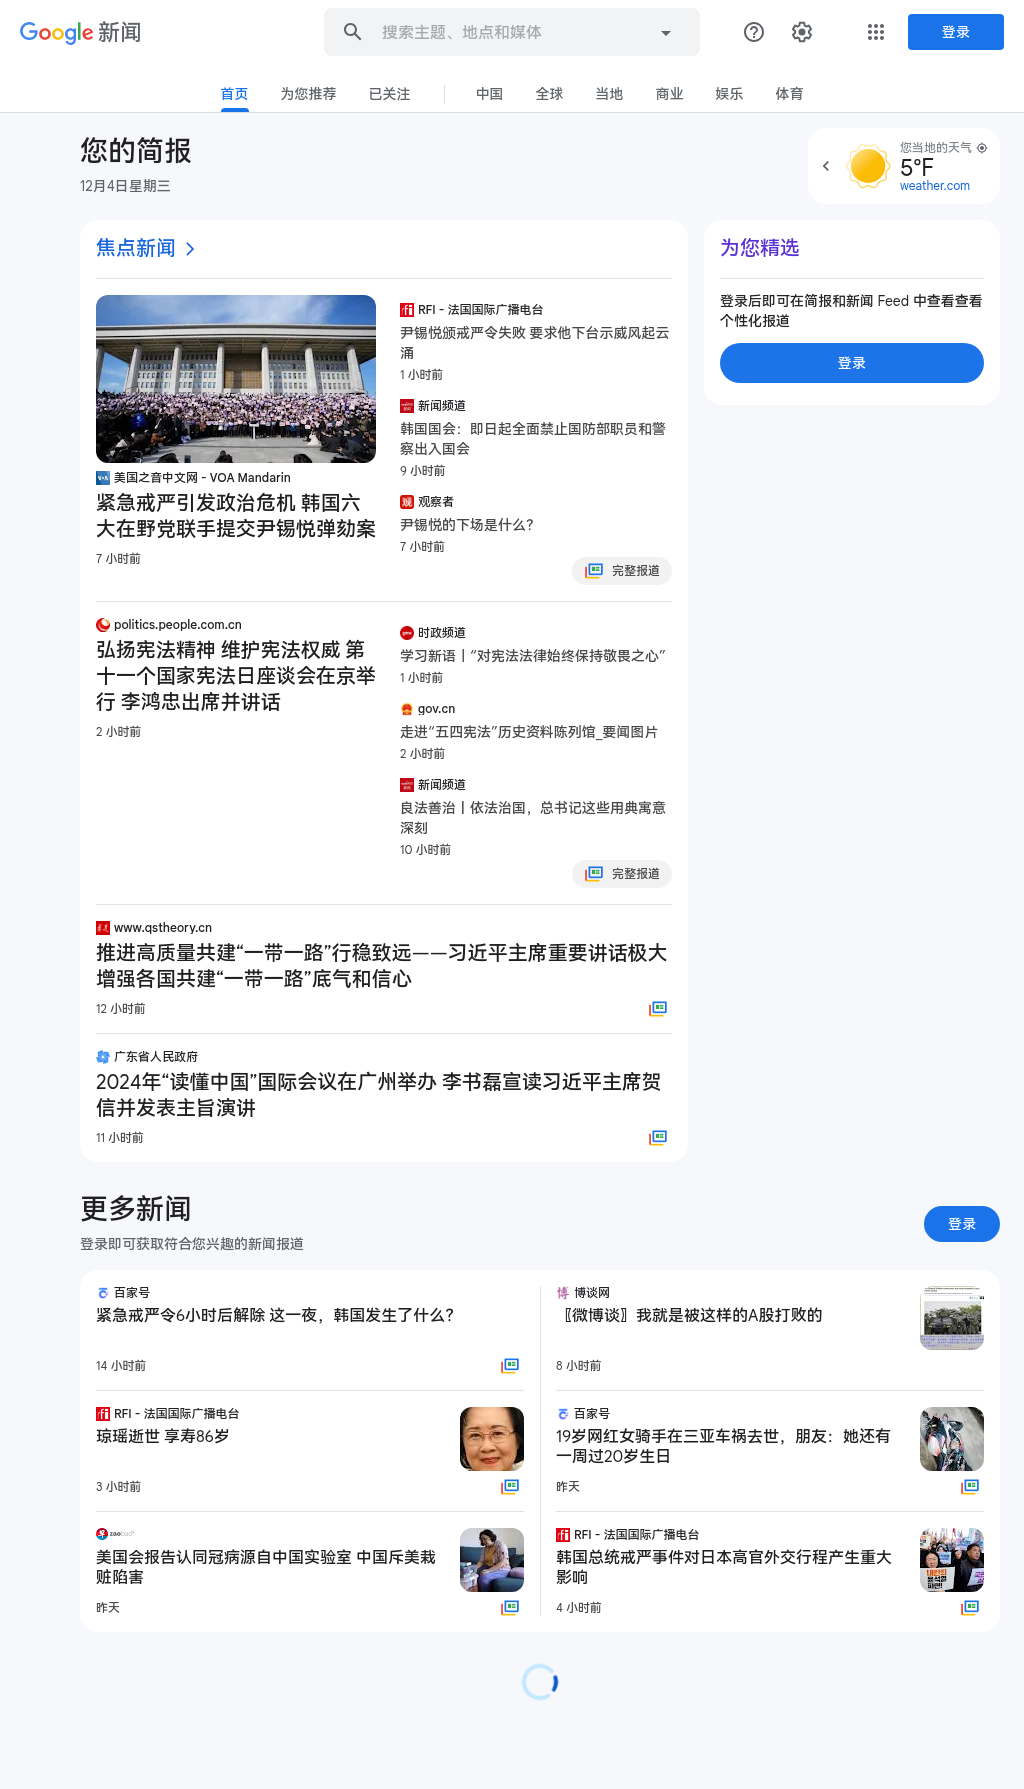 Google 新闻
搜索主题、地点和媒体
登录
首页
为您推荐
已关注
中国
全球
当地
商业
娱乐
体育
您的简报
12月4日星期三
您当地的天气
5°F
weather.com
焦点新闻
美国之音中文网 - VOA Mandarin
紧急戒严引发政治危机 韩国六
大在野党联手提交尹锡悦弹劾案
7 小时前
RFI - 法国国际广播电台
尹锡悦颁戒严令失败 要求他下台示威风起云
涌
1 小时前
新闻频道
韩国国会：即日起全面禁止国防部职员和警
察出入国会
9 小时前
观察者
尹锡悦的下场是什么？
7 小时前
完整报道
politics.people.com.cn
弘扬宪法精神 维护宪法权威 第
十一个国家宪法日座谈会在京举
行 李鸿忠出席并讲话
2 小时前
时政频道
学习新语丨“对宪法法律始终保持敬畏之心”
1 小时前
gov.cn
走进“五四宪法”历史资料陈列馆_要闻图片
2 小时前
新闻频道
良法善治丨依法治国，总书记这些用典寓意
深刻
10 小时前
完整报道
www.qstheory.cn
推进高质量共建“一带一路”行稳致远——习近平主席重要讲话极大
增强各国共建“一带一路”底气和信心
12 小时前
广东省人民政府
2024年“读懂中国”国际会议在广州举办 李书磊宣读习近平主席贺
信并发表主旨演讲
11 小时前
为您精选
登录后即可在简报和新闻 Feed 中查看查看
个性化报道
登录
更多新闻
登录即可获取符合您兴趣的新闻报道
登录
百家号
紧急戒严令6小时后解除 这一夜，韩国发生了什么？
14 小时前
博谈网
〖微博谈〗我就是被这样的A股打败的
8 小时前
RFI - 法国国际广播电台
琼瑶逝世 享寿86岁
3 小时前
百家号
19岁网红女骑手在三亚车祸去世，朋友：她还有
一周过20岁生日
昨天
zaobao
美国会报告认同冠病源自中国实验室 中国斥美栽
赃陷害
昨天
RFI - 法国国际广播电台
韩国总统戒严事件对日本高官外交行程产生重大
影响
4 小时前